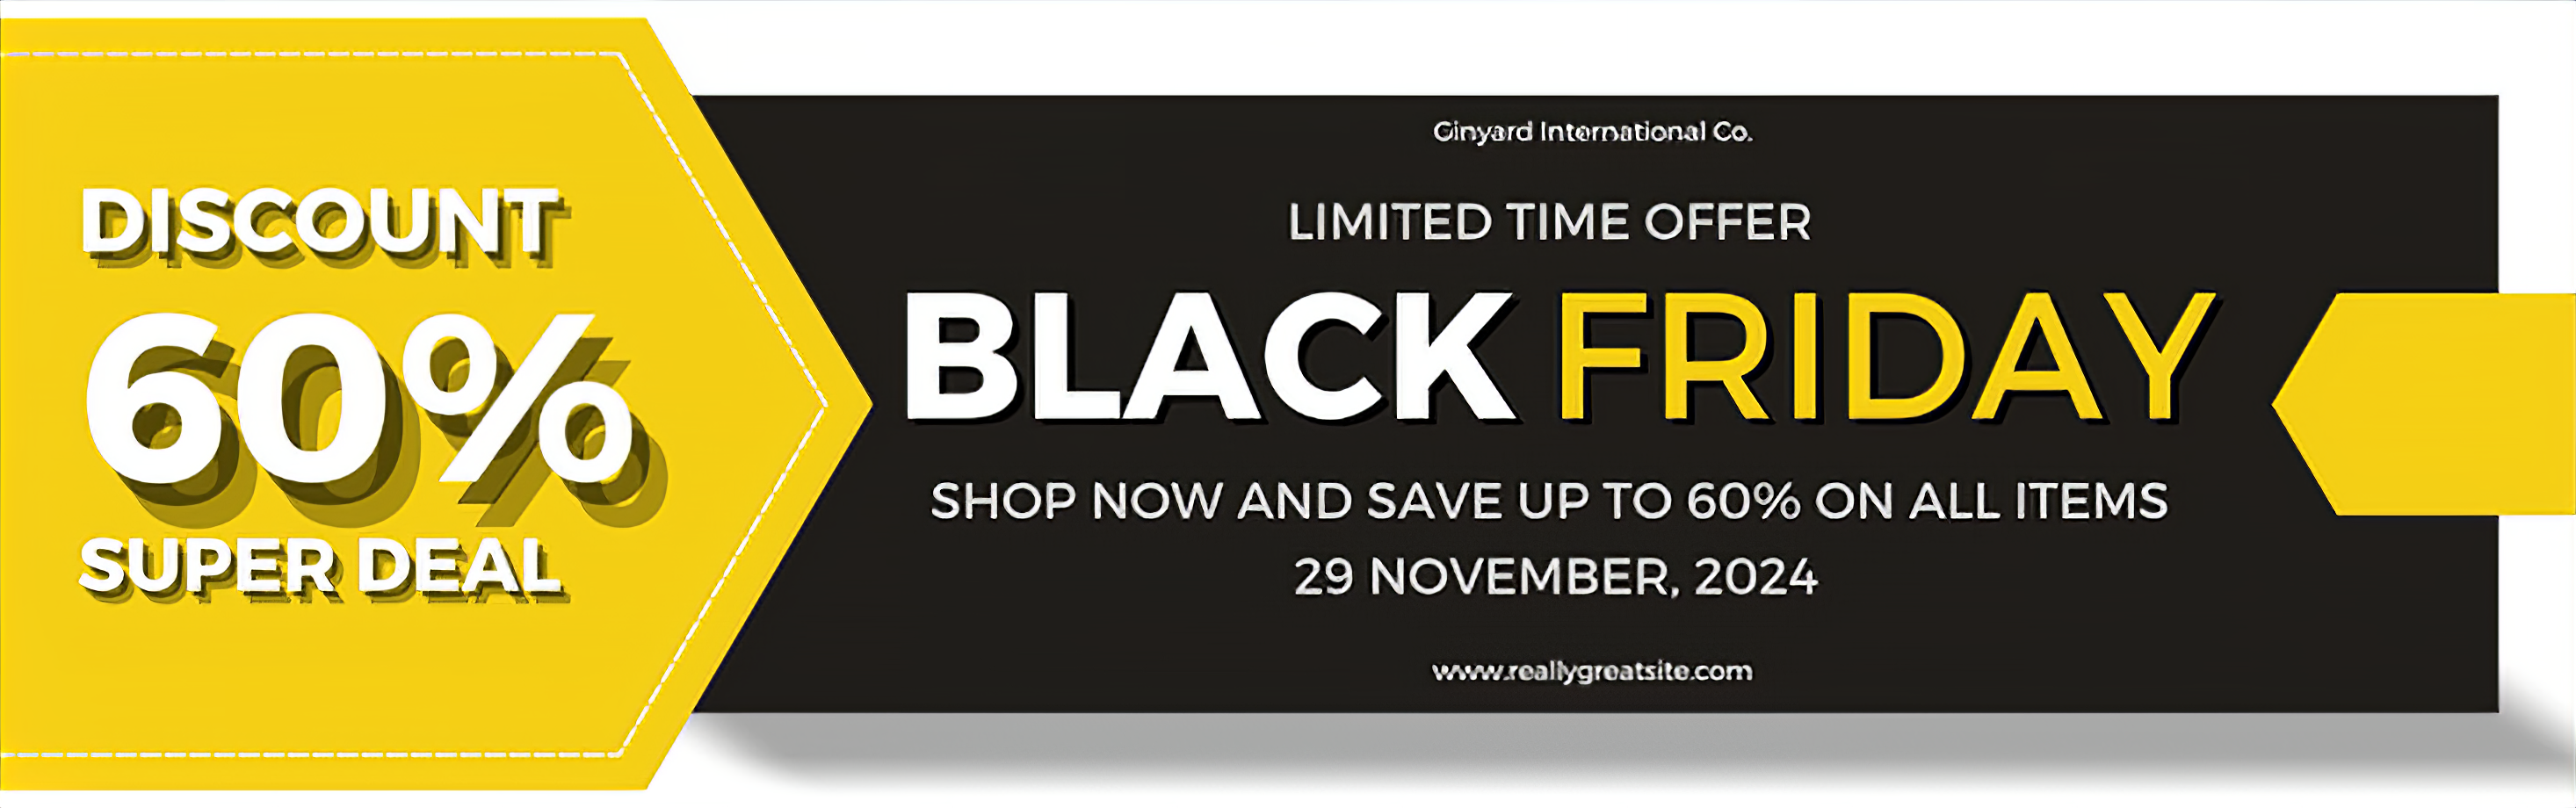 DISCOUNT
60%
SUPER DEAL
Ginyard International Co.
LIMITED TIME OFFER
BLACK FRIDAY
SHOP NOW AND SAVE UP TO 60% ON ALL ITEMS
29 NOVEMBER, 2024
www.reallygreatsite.com